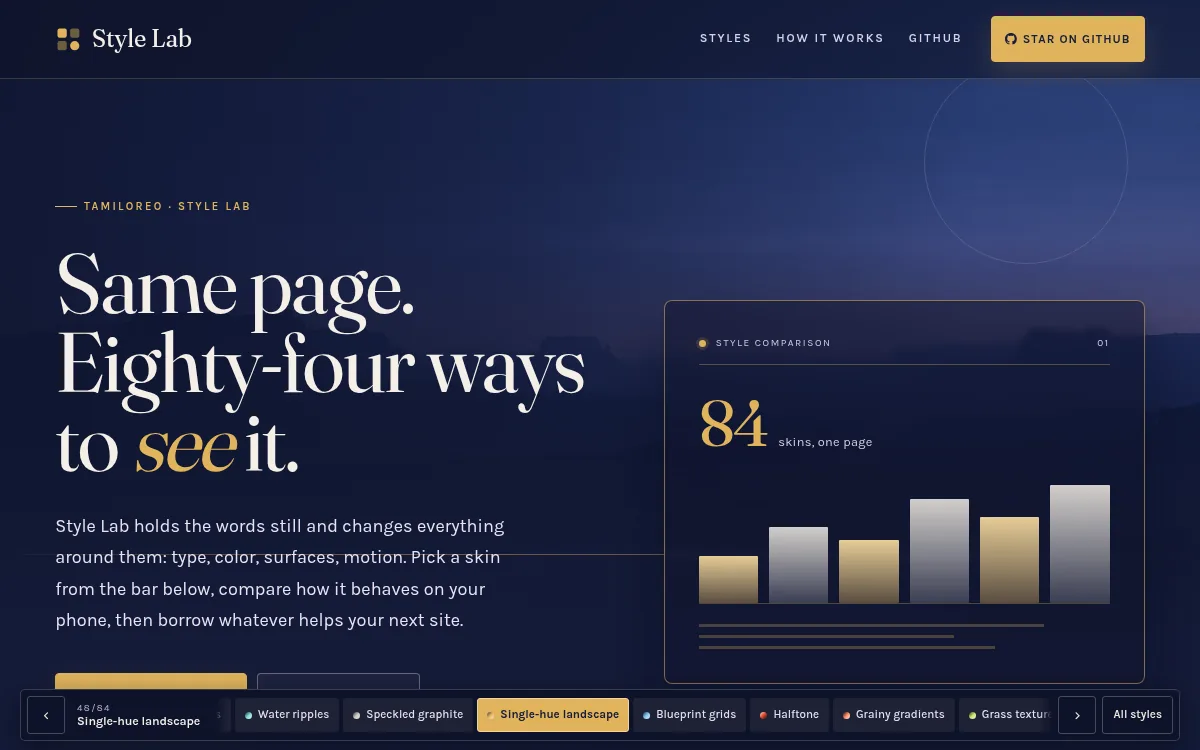 Style Lab
STYLES
HOW IT WORKS
GITHUB
STAR ON GITHUB
TAMILOREO · STYLE LAB
Same page.
Eighty-four ways
to see it.
Style Lab holds the words still and changes everything
around them: type, color, surfaces, motion. Pick a skin
from the bar below, compare how it behaves on your
phone, then borrow whatever helps your next site.
STYLE COMPARISON
01
84 skins, one page
48/84
Single-hue landscape
Water ripples
Speckled graphite
Single-hue landscape
Blueprint grids
Halftone
Grainy gradients
Grass texture
All styles